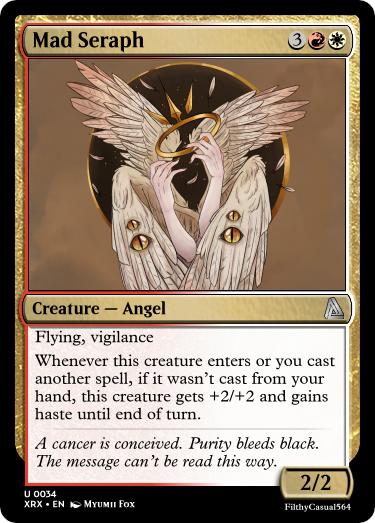 Mad Seraph 3
Creature — Angel
Flying, vigilance
Whenever this creature enters or you cast
another spell, if it wasn't cast from your
hand, this creature gets +2/+2 and gains
haste until end of turn.
A cancer is conceived. Purity bleeds black.
The message can't be read this way.
2/2
U 0034
XRX • EN Myumii Fox
FilthyCasual564